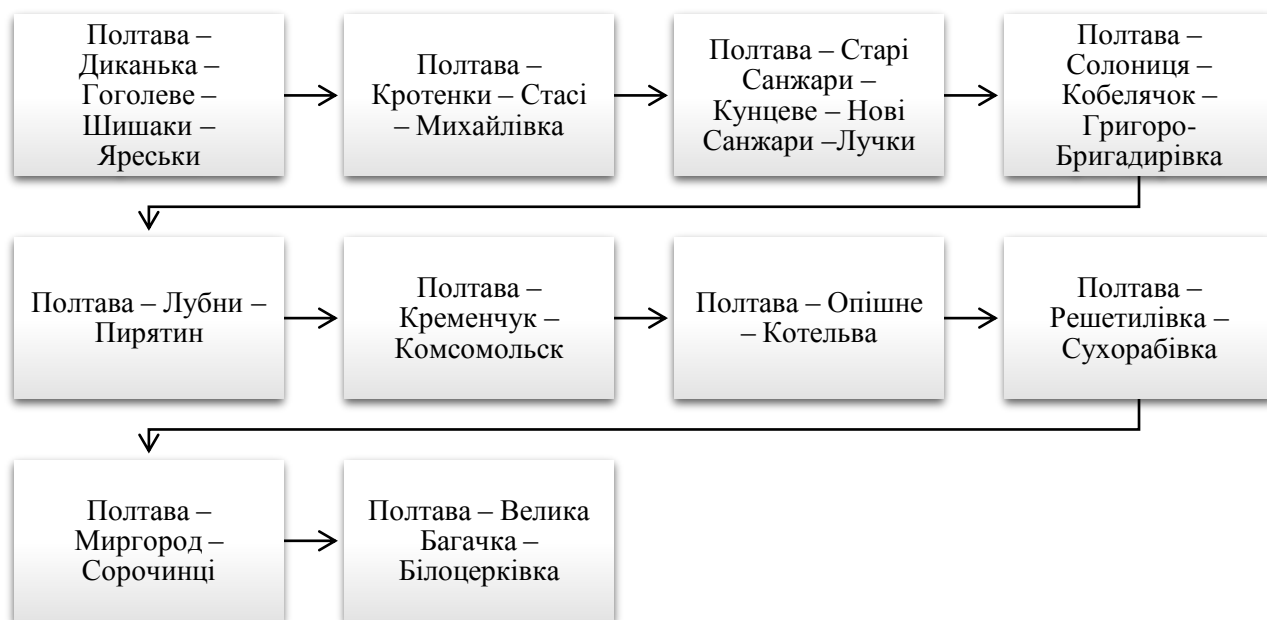 Полтава –
Диканька –
Гоголеве –
Шишаки –
Яреськи
Полтава –
Кротенки – Стасі
– Михайлівка
Полтава – Старі
Санжари –
Кунцеве – Нові
Санжари –Лучки
Полтава –
Солониця –
Кобелячок –
Григоро-
Бригадирівка
Полтава – Лубни –
Пирятин
Полтава –
Кременчук –
Комсомольск
Полтава – Опішне
– Котельва
Полтава –
Решетилівка –
Сухорабівка
Полтава –
Миргород –
Сорочинці
Полтава – Велика
Багачка –
Білоцерківка